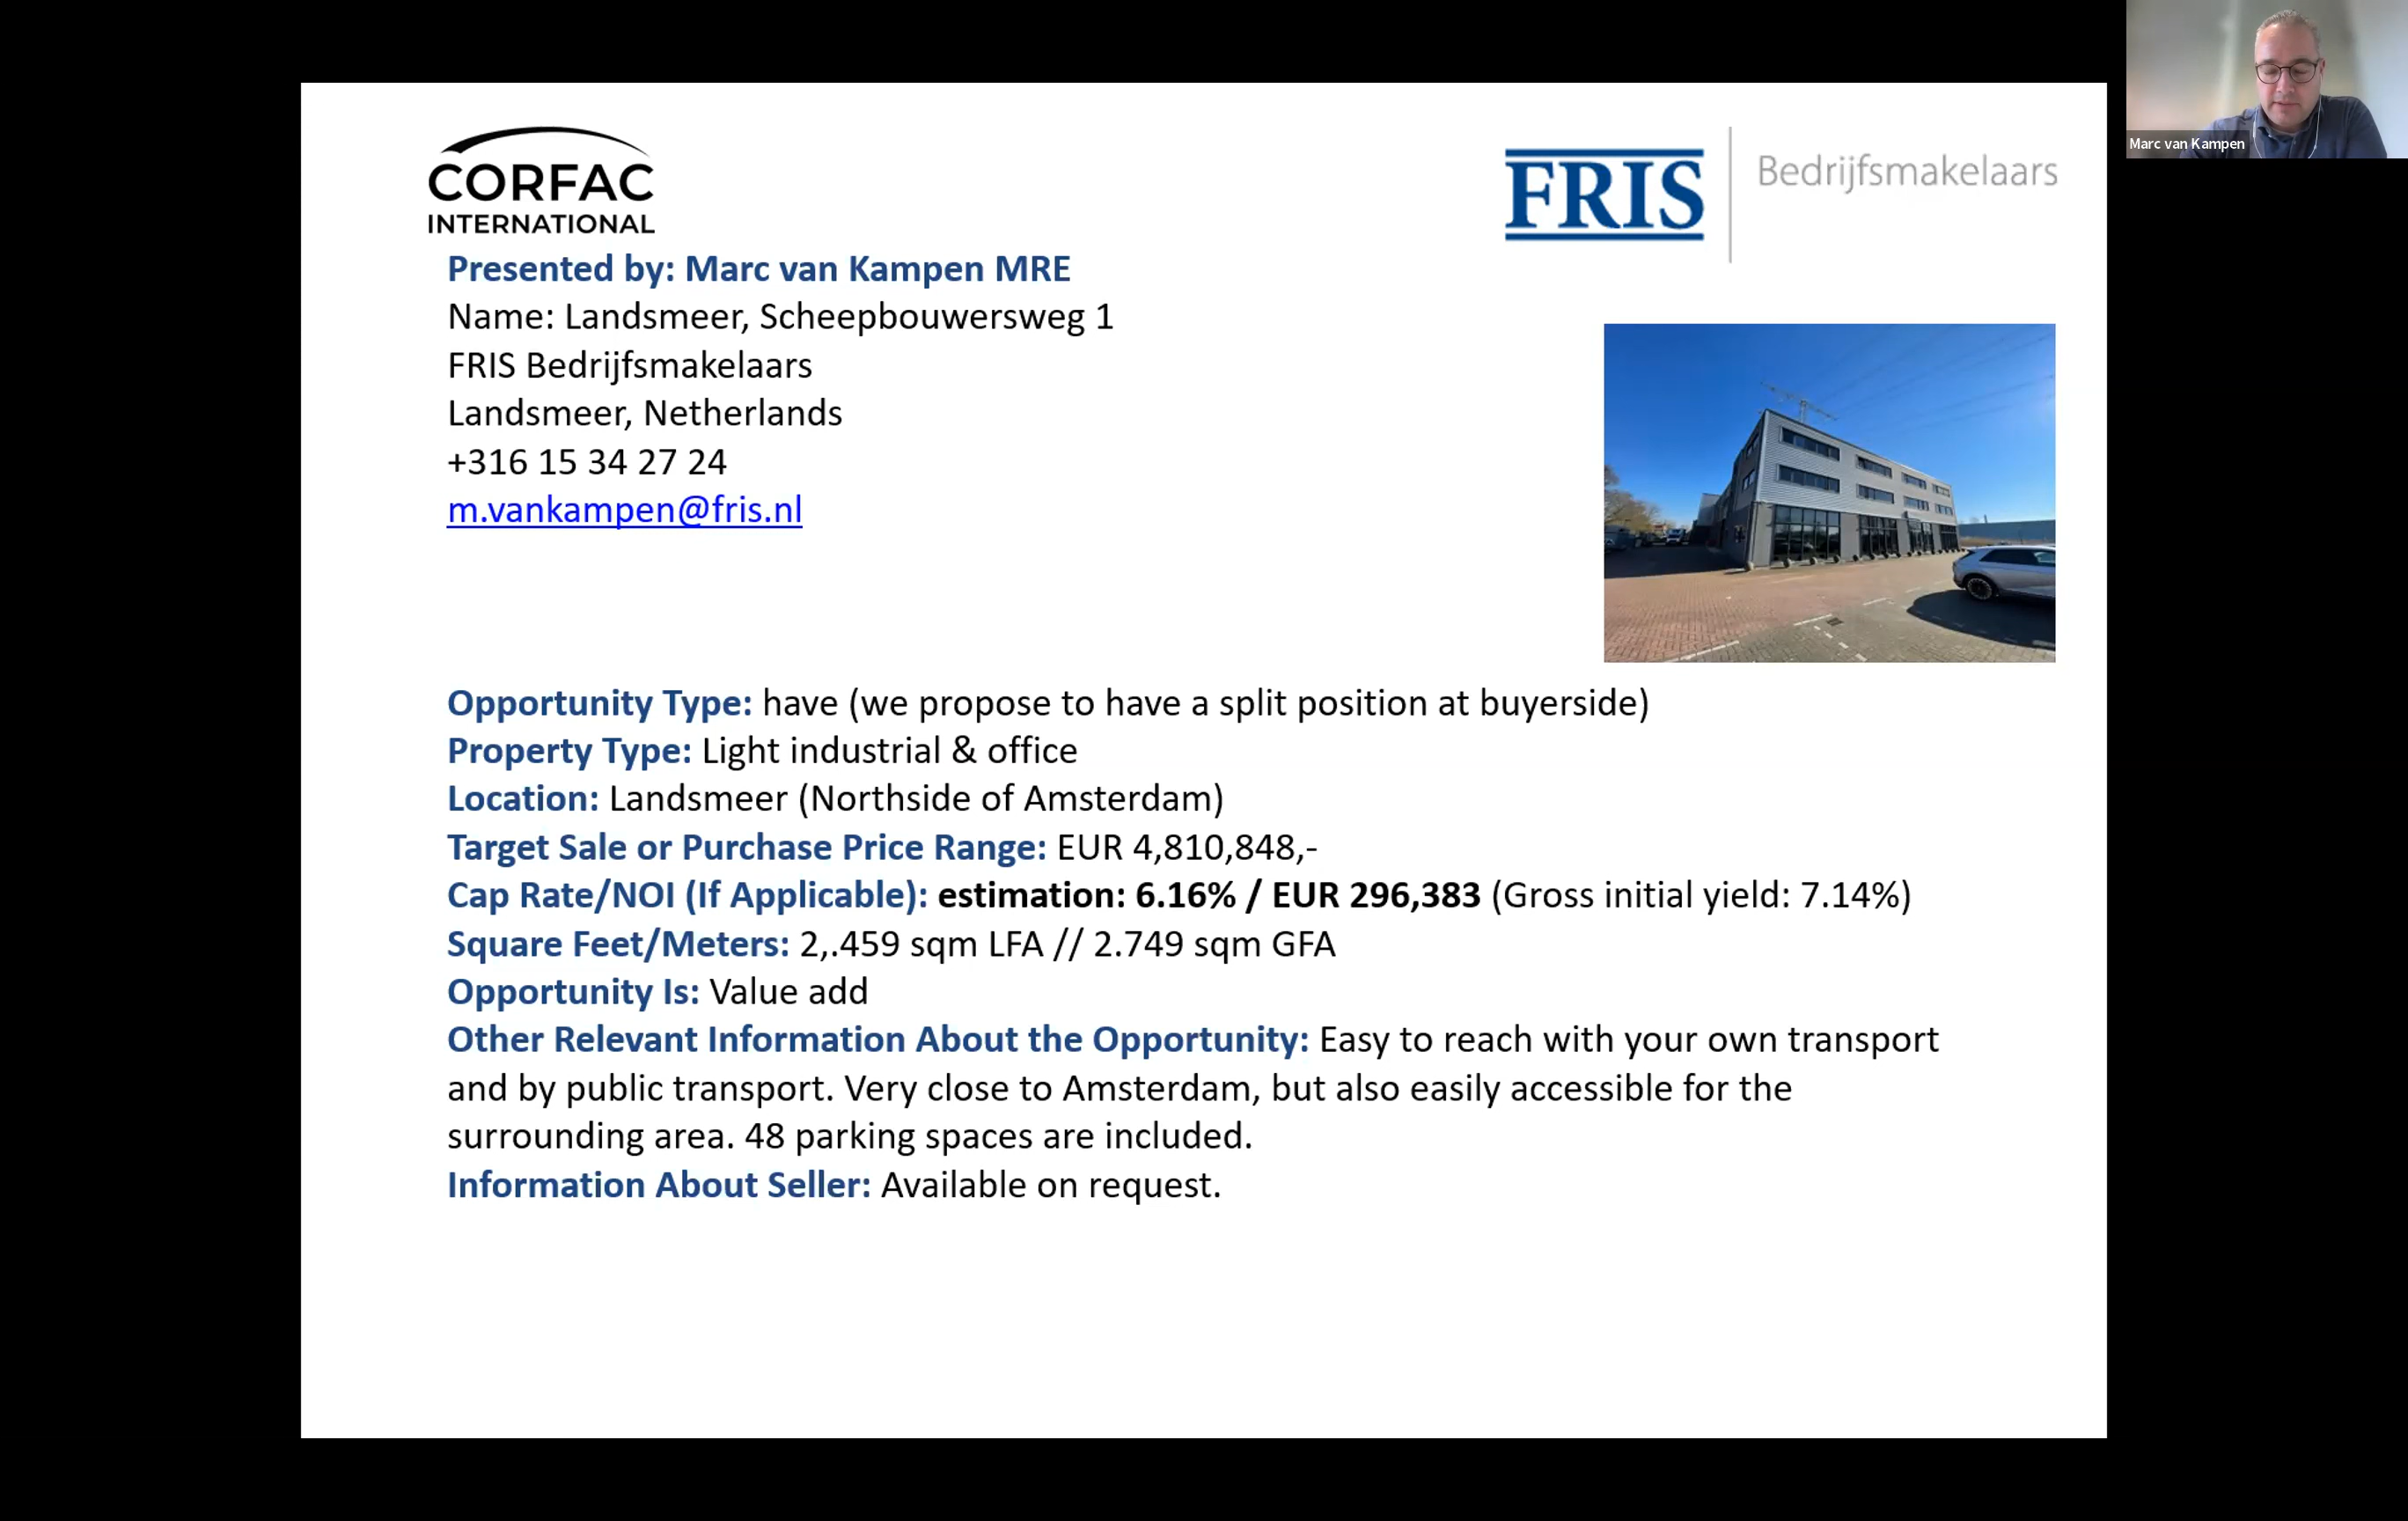 CORFAC
INTERNATIONAL
FRIS
Bedrijfsmakelaars
Marc van Kampen
Presented by: Marc van Kampen MRE
Name: Landsmeer, Scheepbouwersweg 1
FRIS Bedrijfsmakelaars
Landsmeer, Netherlands
+316 15 34 27 24
m.vankampen@fris.nl
Opportunity Type: have (we propose to have a split position at buyerside)
Property Type: Light industrial & office
Location: Landsmeer (Northside of Amsterdam)
Target Sale or Purchase Price Range: EUR 4,810,848,-
Cap Rate/NOI (If Applicable): estimation: 6.16% / EUR 296,383 (Gross initial yield: 7.14%)
Square Feet/Meters: 2,.459 sqm LFA // 2.749 sqm GFA
Opportunity Is: Value add
Other Relevant Information About the Opportunity: Easy to reach with your own transport
and by public transport. Very close to Amsterdam, but also easily accessible for the
surrounding area. 48 parking spaces are included.
Information About Seller: Available on request.